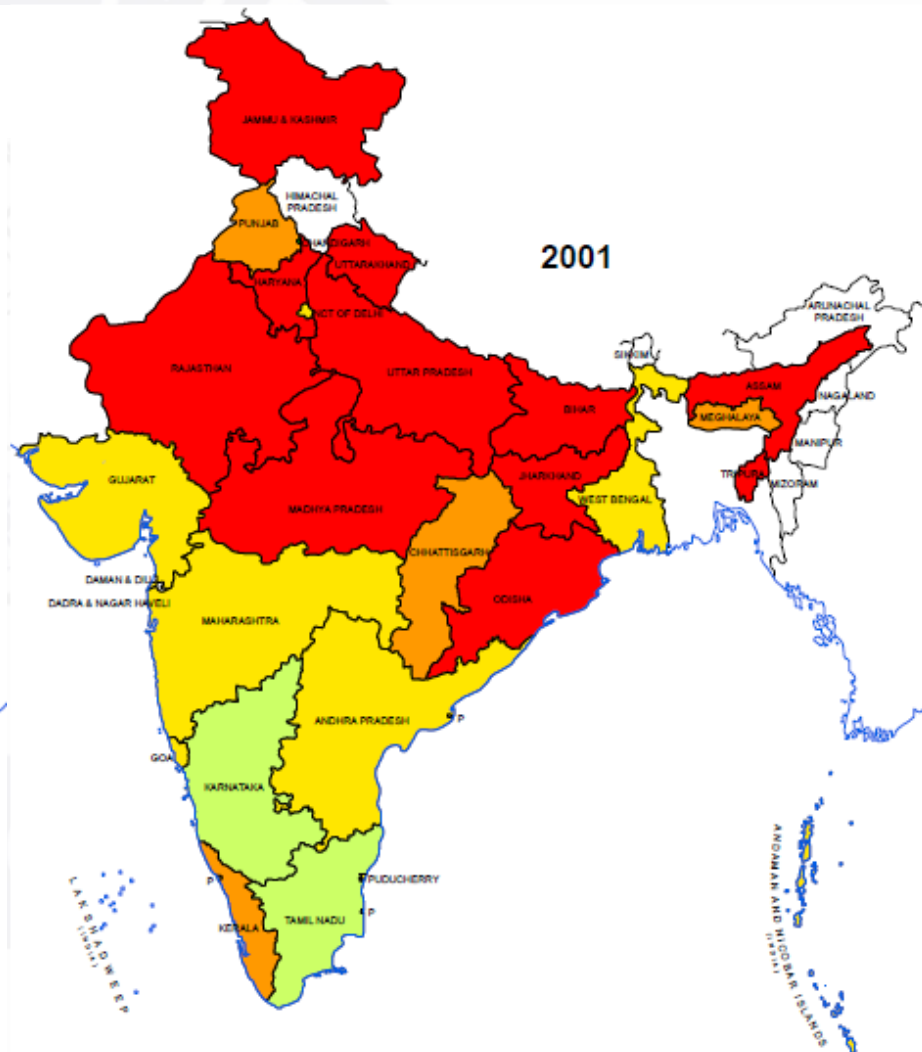 JAMMU & KASHMIR
HIMACHAL
PRADESH
PUNJAB
CHANDIGARH
UTTARAKHAND
2001
HARYANA
NCT OF DELHI
ARUNACHAL
PRADESH
SIKKIM
RAJASTHAN
UTTAR PRADESH
ASSAM
NAGALAND
BIHAR
MEGHALAYA
MANIPUR
TRIPURA
MIZORAM
GUJARAT
JHARKHAND
WEST BENGAL
MADHYA PRADESH
CHHATTISGARH
DAMAN & DIU
DADRA & NAGAR HAVELI
ODISHA
MAHARASHTRA
ANDHRA PRADESH
P
GOA
KARNATAKA
P
PUDUCHERRY
P
KERALA
TAMIL NADU
LAKSHADWEEP
(INDIA)
ANDAMAN AND NICOBAR ISLANDS
(INDIA)